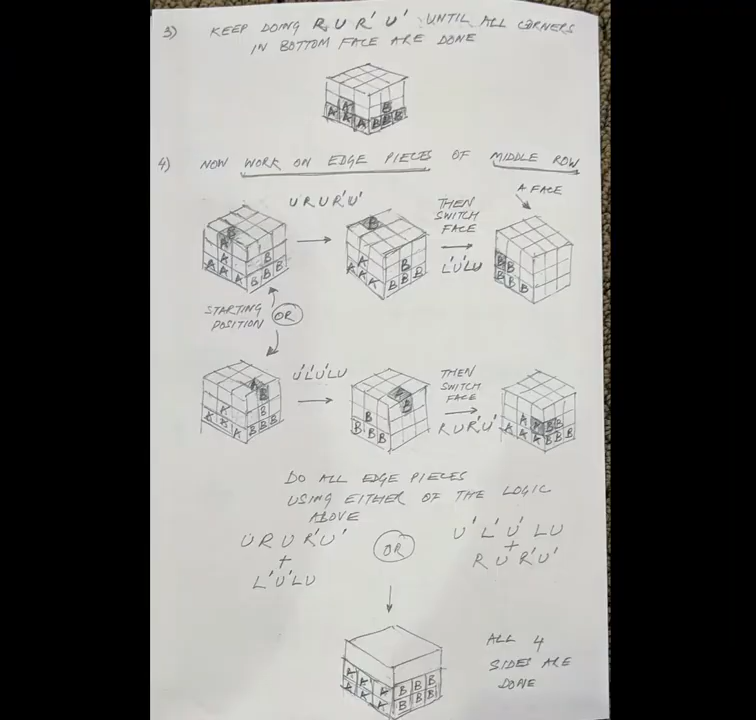 3) KEEP DOING R U R' U' UNTIL ALL CORNERS
IN BOTTOM FACE ARE DONE
A B
A A A B B B
4) NOW WORK ON EDGE PIECES OF MIDDLE ROW
A FACE
U R U R' U'
THEN
SWITCH
FACE
L' U' L U
B
A
A B
A A A B B B
B
A B
A A A B B B
B B
B B B
STARTING
POSITION
OR
U' L' U' L U
THEN
SWITCH
FACE
R U R' U'
A
B
A B
A A A B B B
A
B
B
B B B
A A B B
A A A B B B
DO ALL EDGE PIECES
USING EITHER OF THE LOGIC
ABOVE
U R U R' U'
+
L' U' L U
OR
U' L' U' L U
+
R U R' U'
ALL 4
SIDES ARE
DONE
A A A B B B
A A A B B B